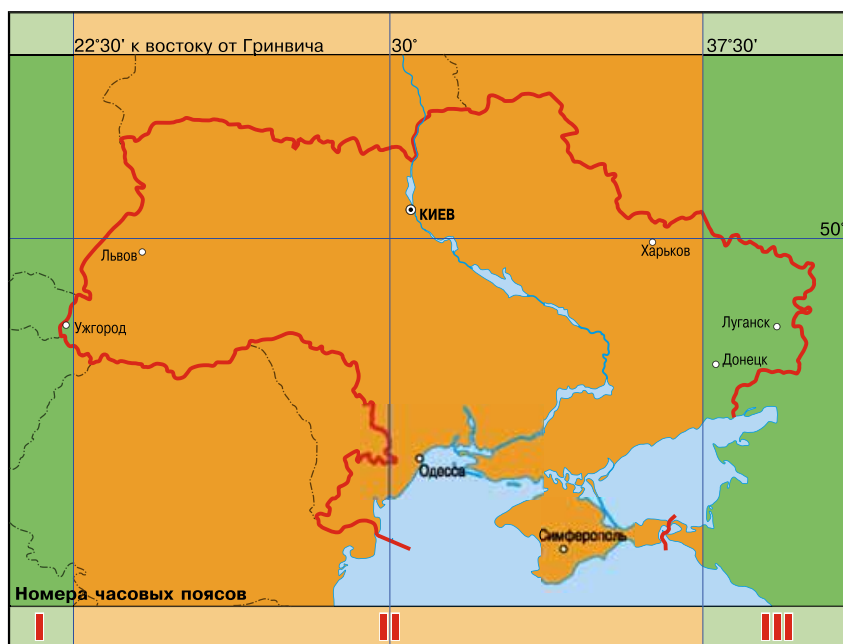 22°30' к востоку от Гринвича
30°
37°30'
КИЕВ
50°
Львов
Харьков
Ужгород
Луганск
Донецк
Одесса
Симферополь
Номера часовых поясов
I
II
III